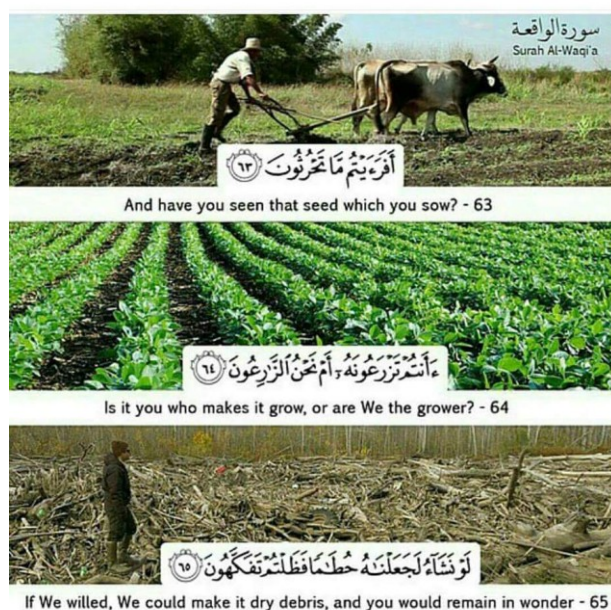 سورة الواقعة
Surah Al-Waqi'a
أَفَرَءَيْتُم مَّا تَحْرُثُونَ ٦٣
And have you seen that seed which you sow? - 63
ءَأَنتُمْ تَزْرَعُونَهُۥٓ أَمْ نَحْنُ ٱلزَّٰرِعُونَ ٦٤
Is it you who makes it grow, or are We the grower? - 64
لَوْ نَشَآءُ لَجَعَلْنَٰهُ حُطَٰمًا فَظَلْتُمْ تَفَكَّهُونَ ٦٥
If We willed, We could make it dry debris, and you would remain in wonder - 65